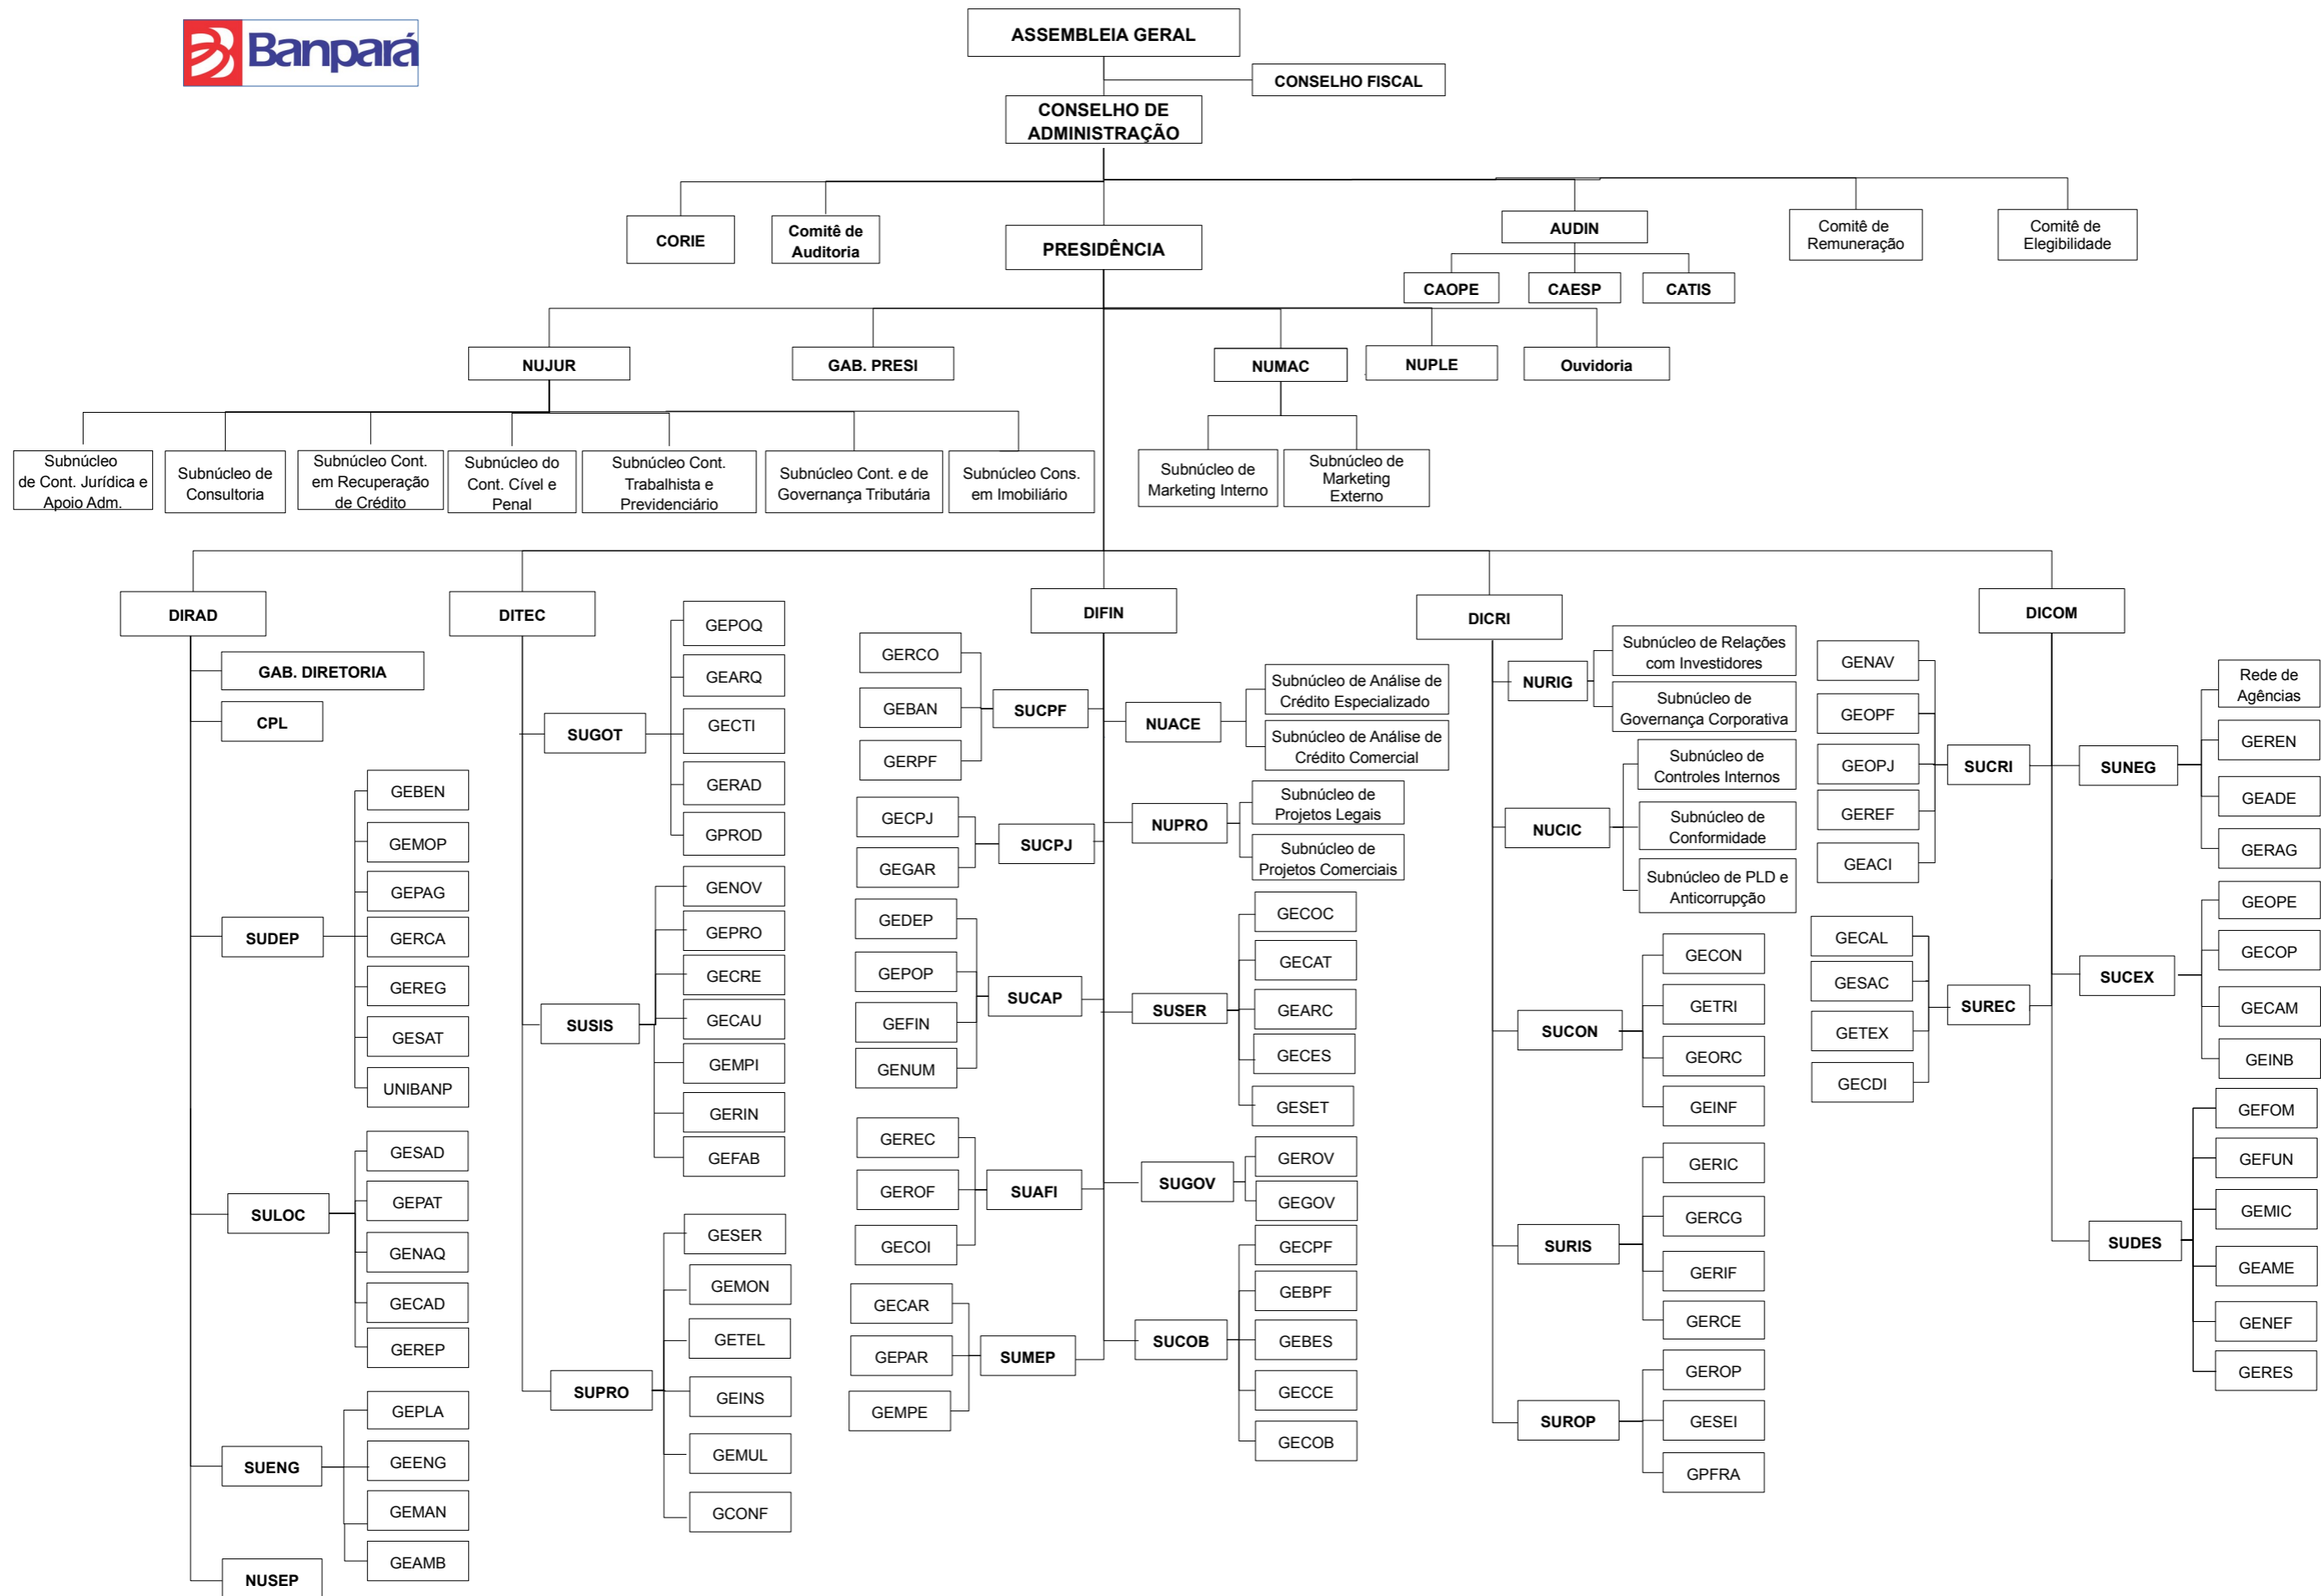 Banpará
ASSEMBLEIA GERAL
CONSELHO FISCAL
CONSELHO DE
ADMINISTRAÇÃO
CORIE
Comitê de
Auditoria
PRESIDÊNCIA
AUDIN
Comitê de
Remuneração
Comitê de
Elegibilidade
CAOPE
CAESP
CATIS
NUJUR
GAB. PRESI
NUMAC
NUPLE
Ouvidoria
Subnúcleo
de Cont. Jurídica e
Apoio Adm.
Subnúcleo de
Consultoria
Subnúcleo Cont.
em Recuperação
de Crédito
Subnúcleo do
Cont. Cível e
Penal
Subnúcleo Cont.
Trabalhista e
Previdenciário
Subnúcleo Cont. e de
Governança Tributária
Subnúcleo Cons.
em Imobiliário
Subnúcleo de
Marketing Interno
Subnúcleo de
Marketing
Externo
DIRAD
GAB. DIRETORIA
CPL
SUDEP
GEBEN
GEMOP
GEPAG
GERCA
GEREG
GESAT
UNIBANP
SULOC
GESAD
GEPAT
GENAQ
GECAD
GEREP
SUENG
GEPLA
GEENG
GEMAN
GEAMB
NUSEP
DITEC
SUGOT
GEPOQ
GEARQ
GECTI
GERAD
GPROD
SUSIS
GENOV
GEPRO
GECRE
GECAU
GEMPI
GERIN
GEFAB
SUPRO
GESER
GEMON
GETEL
GEINS
GEMUL
GCONF
DIFIN
GERCO
GEBAN
GERPF
SUCPF
GECPJ
GEGAR
SUCPJ
GEDEP
GEPOP
GEFIN
GENUM
SUCAP
GEREC
GEROF
GECOI
SUAFI
GECAR
GEPAR
GEMPE
SUMEP
NUACE
Subnúcleo de Análise de
Crédito Especializado
Subnúcleo de Análise de
Crédito Comercial
NUPRO
Subnúcleo de
Projetos Legais
Subnúcleo de
Projetos Comerciais
SUSER
GECOC
GECAT
GEARC
GECES
GESET
SUGOV
GEROV
GEGOV
SUCOB
GECPF
GEBPF
GEBES
GECCE
GECOB
DICRI
NURIG
Subnúcleo de Relações
com Investidores
Subnúcleo de
Governança Corporativa
NUCIC
Subnúcleo de
Controles Internos
Subnúcleo de
Conformidade
Subnúcleo de PLD e
Anticorrupção
SUCON
GECON
GETRI
GEORC
GEINF
SURIS
GERIC
GERCG
GERIF
GERCE
SUROP
GEROP
GESEI
GPFRA
DICOM
GENAV
GEOPF
GEOPJ
GEREF
GEACI
SUCRI
GECAL
GESAC
GETEX
GECDI
SUREC
SUNEG
Rede de
Agências
GEREN
GEADE
GERAG
SUCEX
GEOPE
GECOP
GECAM
GEINB
SUDES
GEFOM
GEFUN
GEMIC
GEAME
GENEF
GERES